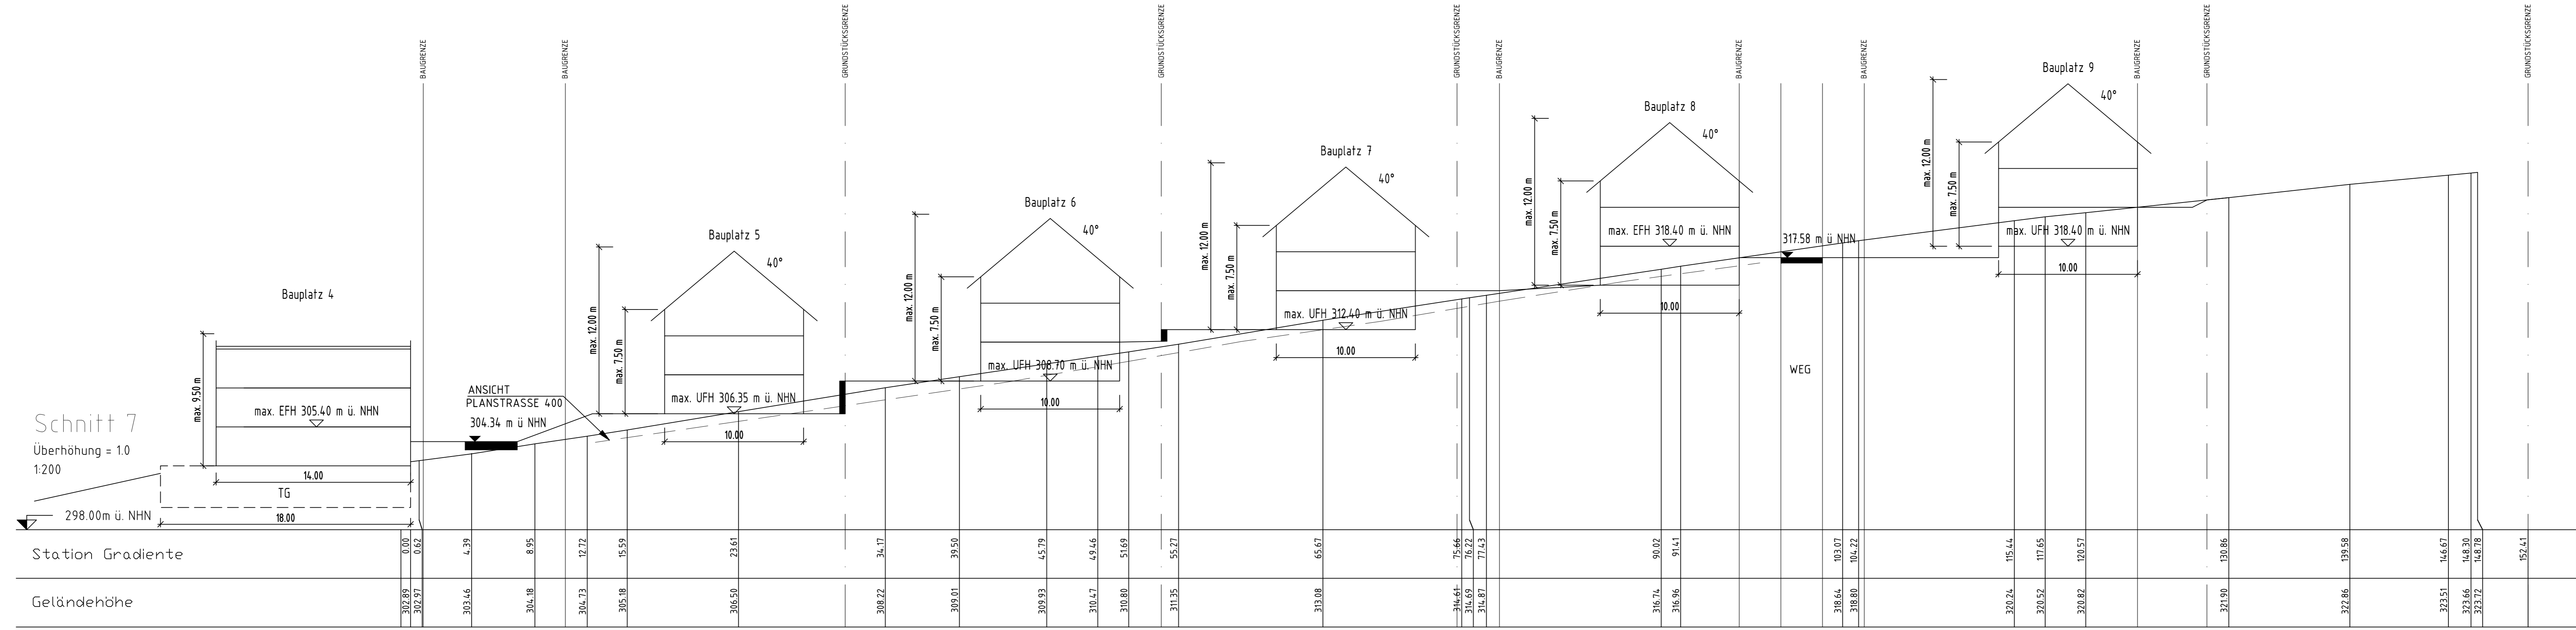 BAUGRENZE
BAUGRENZE
GRUNDSTÜCKSGRENZE
GRUNDSTÜCKSGRENZE
GRUNDSTÜCKSGRENZE
BAUGRENZE
BAUGRENZE
BAUGRENZE
BAUGRENZE
GRUNDSTÜCKSGRENZE
GRUNDSTÜCKSGRENZE
Schnitt 7
Überhöhung = 1.0
1:200
298.00m ü. NHN
Bauplatz 4
max. 9.50 m
max. EFH 305.40 m ü. NHN
14.00
TG
18.00
ANSICHT
PLANSTRASSE 400
304.34 m ü NHN
Bauplatz 5
40°
max. 12.00 m
max. 7.50 m
max. UFH 306.35 m ü. NHN
10.00
Bauplatz 6
40°
max. 12.00 m
max. 7.50 m
max. UFH 308.70 m ü. NHN
10.00
Bauplatz 7
40°
max. 12.00 m
max. 7.50 m
max. UFH 312.40 m ü. NHN
10.00
Bauplatz 8
40°
max. 12.00 m
max. 7.50 m
max. EFH 318.40 m ü. NHN
10.00
317.58 m ü NHN
WEG
Bauplatz 9
40°
max. 12.00 m
max. 7.50 m
max. UFH 318.40 m ü. NHN
10.00
Station Gradiente
0.00
0.62
4.39
8.95
12.72
15.59
23.61
34.17
39.50
45.79
49.46
51.69
55.27
65.67
75.66
76.22
77.43
90.02
91.41
103.07
104.22
115.44
117.65
120.57
130.86
139.58
146.67
148.30
148.78
152.41
Geländehöhe
302.89
302.97
303.46
304.18
304.73
305.18
306.50
308.22
309.01
309.93
310.47
310.80
311.35
313.08
314.61
314.69
314.87
316.74
316.96
318.64
318.80
320.24
320.52
320.82
321.90
322.86
323.51
323.66
323.72